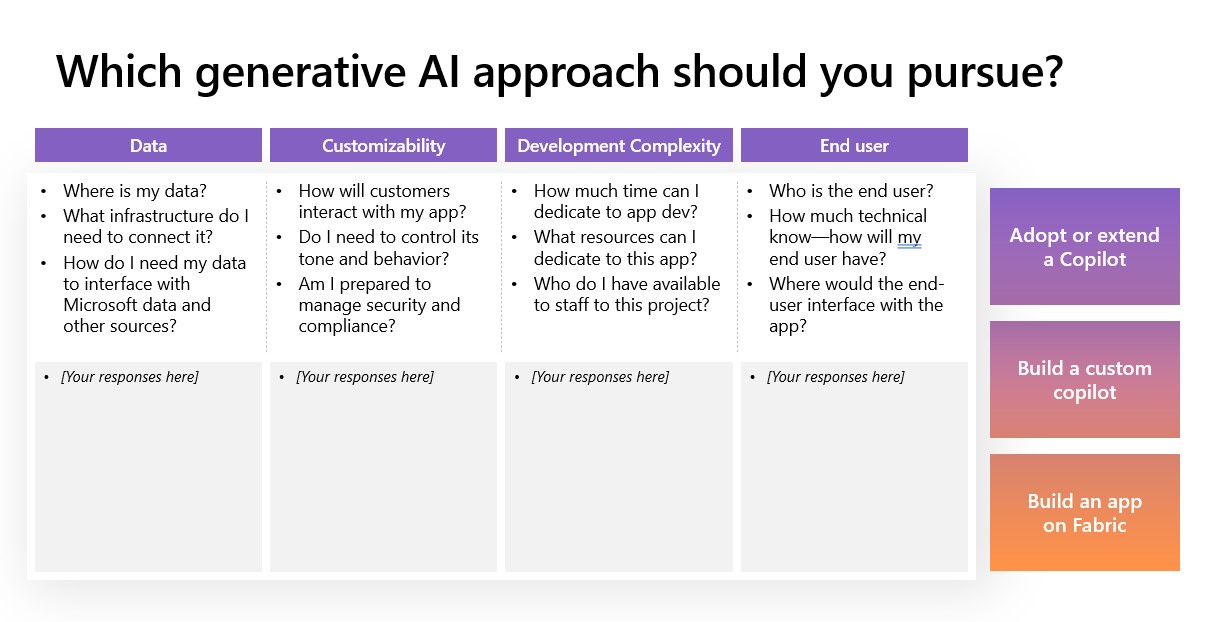 Which generative AI approach should you pursue?
Data
• Where is my data?
• What infrastructure do I
need to connect it?
• How do I need my data
to interface with
Microsoft data and
other sources?
• [Your responses here]
Customizability
• How will customers
interact with my app?
• Do I need to control its
tone and behavior?
• Am I prepared to
manage security and
compliance?
• [Your responses here]
Development Complexity
• How much time can I
dedicate to app dev?
• What resources can I
dedicate to this app?
• Who do I have available
to staff to this project?
• [Your responses here]
End user
• Who is the end user?
• How much technical
know—how will my
end user have?
• Where would the end-
user interface with the
app?
• [Your responses here]
Adopt or extend
a Copilot
Build a custom
copilot
Build an app
on Fabric